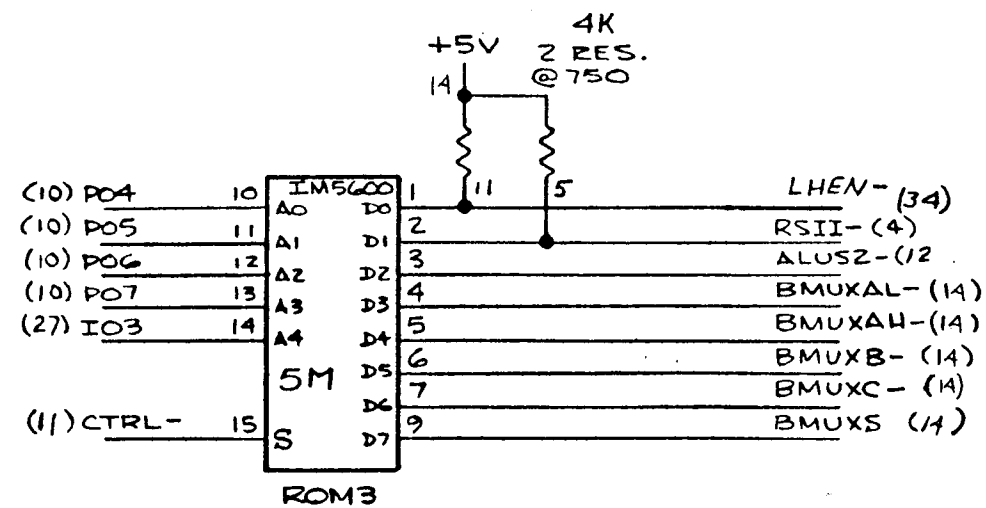 4K
+5V 2 RES.
14 @750
(10) P04 10 IM5600 1 11 5 LHEN- (34)
A0 D0
(10) P05 11 2 RSII- (4)
A1 D1
(10) P06 12 3 ALUS2- (12
A2 D2
(10) P07 13 4 BMUXAL- (14)
A3 D3
(27) I03 14 5 BMUXAH- (14)
A4 D4
6 BMUXB- (14)
5M D5
7 BMUXC- (14)
D6
(11) CTRL- 15 9 BMUXS (14)
S D7
ROM3